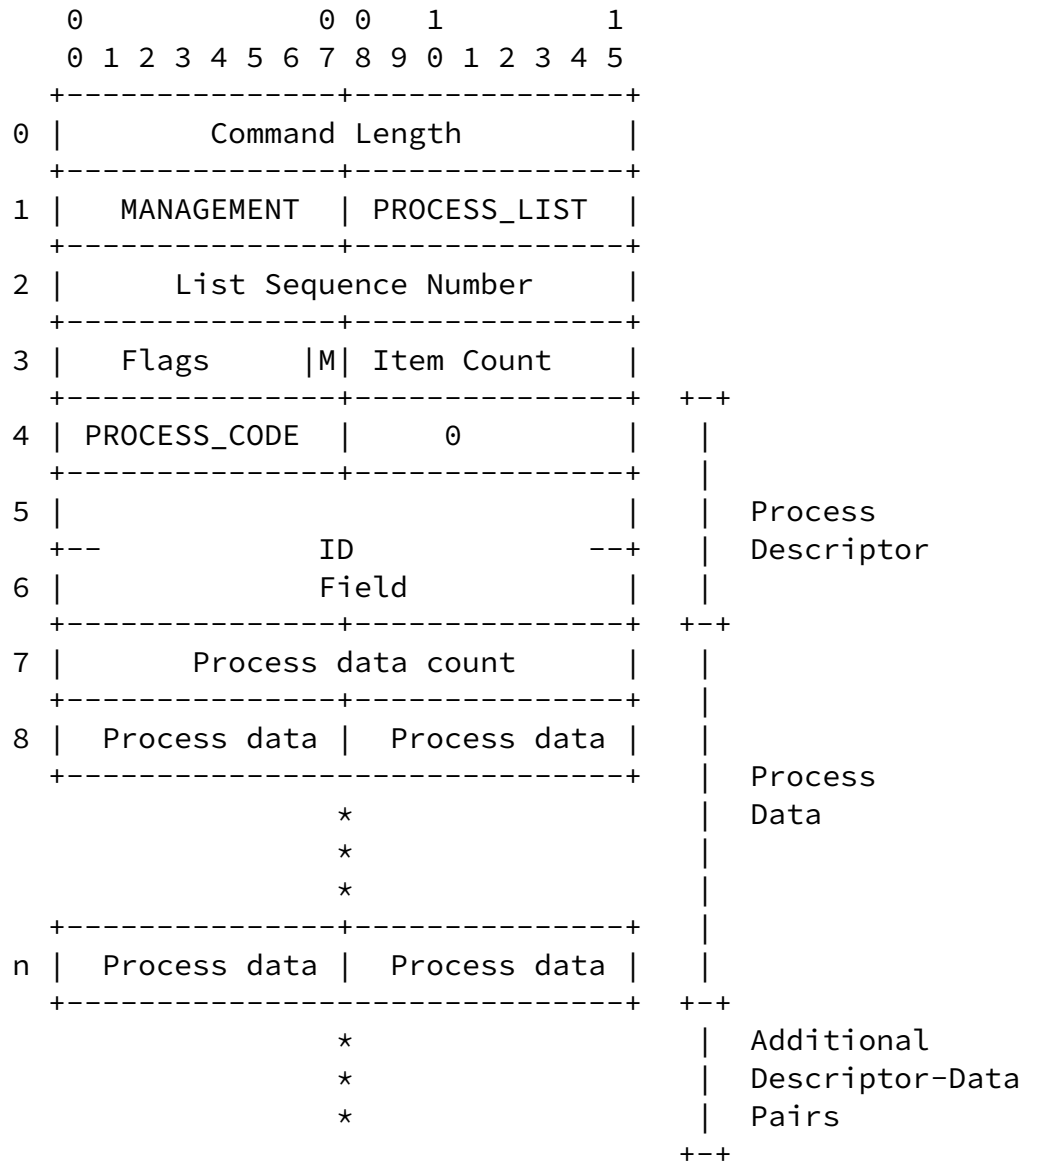 0             0 0   1         1
     0 1 2 3 4 5 6 7 8 9 0 1 2 3 4 5
    +---------------+---------------+
  0 |        Command Length         |
    +---------------+---------------+
  1 |   MANAGEMENT  | PROCESS_LIST  |
    +---------------+---------------+
  2 |      List Sequence Number     |
    +---------------+---------------+
  3 |   Flags     |M| Item Count    |
    +---------------+---------------+  +-+
  4 | PROCESS_CODE  |     0         |   |
    +---------------+---------------+   |
  5 |                               |   |  Process
    +--            ID             --+   |  Descriptor
  6 |              Field            |   |
    +---------------+---------------+  +-+
  7 |       Process data count      |   |
    +---------------+---------------+   |
  8 |  Process data |  Process data |   |
    +-------------------------------+   |  Process
                    *                   |  Data
                    *                   |
                    *                   |
    +---------------+---------------+   |
  n |  Process data |  Process data |   |
    +-------------------------------+  +-+
                    *                   |  Additional
                    *                   |  Descriptor-Data
                    *                   |  Pairs
                                       +-+